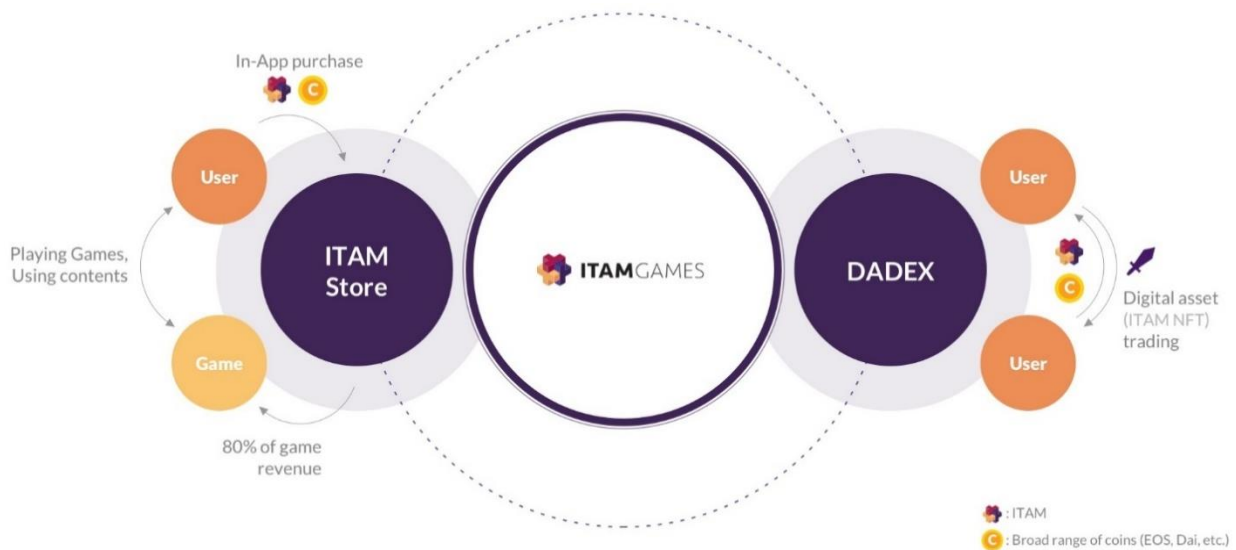 In-App purchase
C
User
Playing Games,
Using contents
ITAM
Store
Game
80% of game
revenue
ITAMGAMES
DADEX
User
C
Digital asset
(ITAM NFT)
trading
User
: ITAM
C : Broad range of coins (EOS, Dai, etc.)